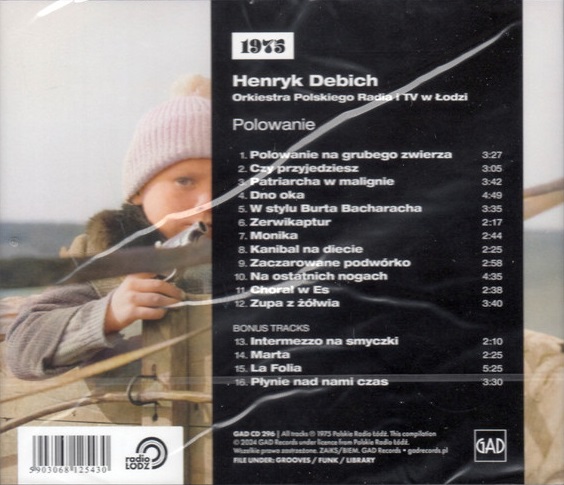 1975
Henryk Debich
Orkiestra Polskiego Radia i TV w Łodzi
Polowanie
1. Polowanie na grubego zwierza 3:27
2. Czy przyjedziesz 3:05
3. Patriarcha w malignie 3:42
4. Dno oka 4:49
5. W stylu Burta Bacharacha 3:35
6. Zerwikaptur 2:17
7. Monika 2:44
8. Kanibal na diecie 2:25
9. Zaczarowane podwórko 2:58
10. Na ostatnich nogach 4:35
11. Chorał w Es 2:38
12. Zupa z żółwia 3:40
BONUS TRACKS
13. Intermezzo na smyczki 2:10
14. Marta 2:25
15. La Folia 5:25
16. Płynie nad nami czas 3:30
GAD CD 296 | All tracks ℗ 1975 Polskie Radio Łódź. This compilation
© 2024 GAD Records under licence from Polskie Radio Łódź.
Wszelkie prawa zastrzeżone. ZAiKS/BIEM. GAD Records • gadrecords.pl
FILE UNDER: GROOVES / FUNK / LIBRARY
GAD
5903068125430
radio
ŁÓDŹ